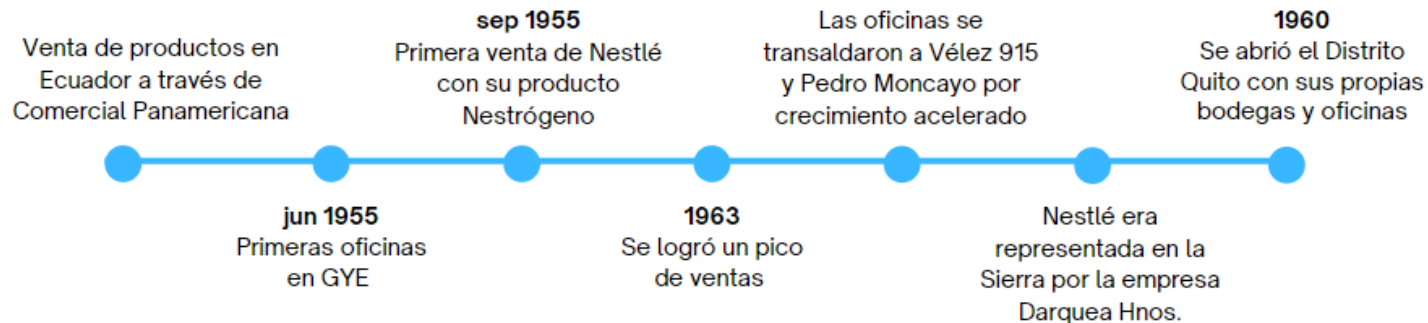 Venta de productos en
Ecuador a través de
Comercial Panamericana
jun 1955
Primeras oficinas
en GYE
sep 1955
Primera venta de Nestlé
con su producto
Nestrógeno
1963
Se logró un pico
de ventas
Las oficinas se
transaldaron a Vélez 915
y Pedro Moncayo por
crecimiento acelerado
Nestlé era
representada en la
Sierra por la empresa
Darquea Hnos.
1960
Se abrió el Distrito
Quito con sus propias
bodegas y oficinas